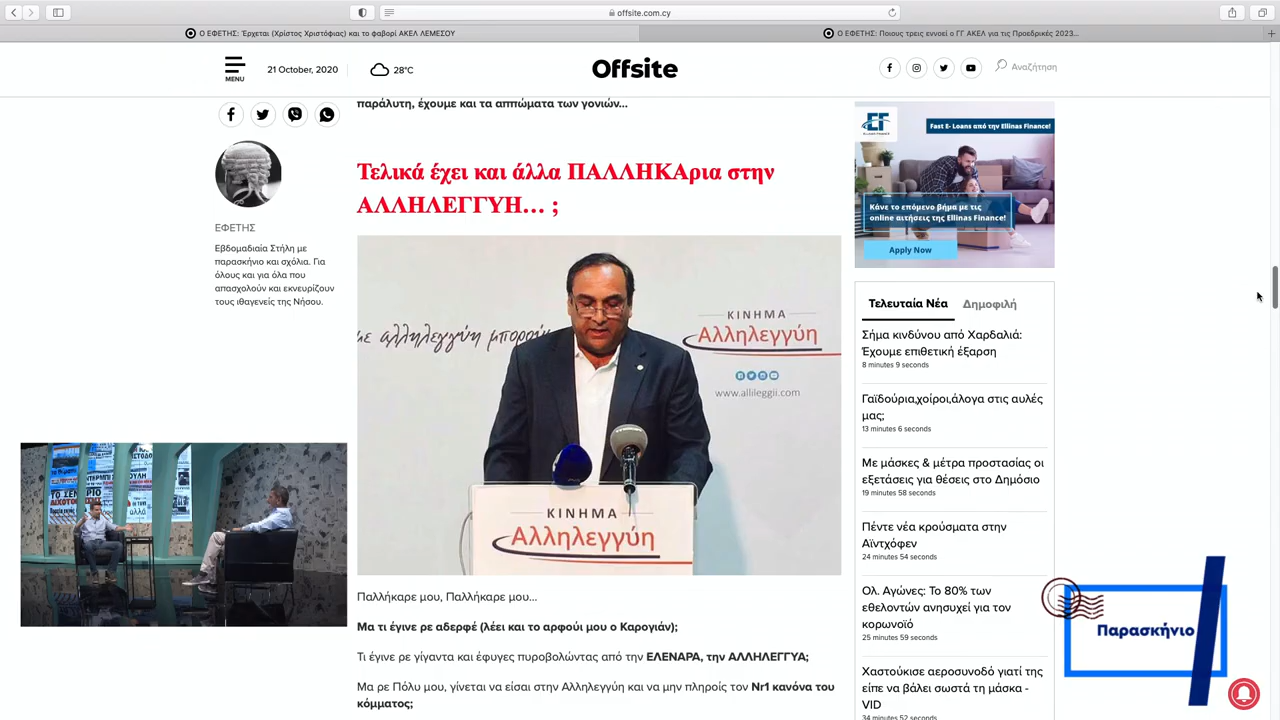 offsite.com.cy
Ο ΕΦΕΤΗΣ: Έρχεται (Χρίστος Χριστόφιας) και το φαβορί ΑΚΕΛ ΛΕΜΕΣΟΥ
Ο ΕΦΕΤΗΣ: Ποιους τρεις εννοεί ο ΓΓ ΑΚΕΛ για τις Προεδρικές 2023...
MENU
21 October, 2020
28°C
Offsite
Αναζήτηση
παράλυτη, έχουμε και τα αππώματα των γονιών...
Τελικά έχει και άλλα ΠΑΛΛΗΚΑρια στην
ΑΛΛΗΛΕΓΓΥΗ... ;
ΕΦΕΤΗΣ
Εβδομαδιαία Στήλη με
παρασκήνιο και σχόλια. Για
όλους και για όλα που
απασχολούν και εκνευρίζουν
τους ιθαγενείς της Νήσου.
με αλληλεγγύη μπορού
ΚΙΝΗΜΑ
Αλληλεγγύη
www.allileggii.com
ΚΙΝΗΜΑ
Αλληλεγγύη
Παλλήκαρε μου, Παλλήκαρε μου...
Μα τι έγινε ρε αδερφέ (λέει και το αρφούι μου ο Καρογιάν);
Τι έγινε ρε γίγαντα και έφυγες πυροβολώντας από την ΕΛΕΝΑΡΑ, την ΑΛΛΗΛΕΓΓΥΑ;
Μα ρε Πόλυ μου, γίνεται να είσαι στην Αλληλεγγύη και να μην πληροίς τον Nr1 κανόνα του
κόμματος;
EF
ELLINAS FINANCE
Fast E- Loans από την Ellinas Finance!
Κάνε το επόμενο βήμα με τις
online αιτήσεις της Ellinas Finance!
Apply Now
Τελευταία Νέα
Δημοφιλή
Σήμα κινδύνου από Χαρδαλιά:
Έχουμε επιθετική έξαρση
8 minutes 9 seconds
Γαϊδούρια,χοίροι,άλογα στις αυλές
μας;
13 minutes 6 seconds
Με μάσκες & μέτρα προστασίας οι
εξετάσεις για θέσεις στο Δημόσιο
19 minutes 58 seconds
Πέντε νέα κρούσματα στην
Αϊντχόφεν
24 minutes 54 seconds
Ολ. Αγώνες: Το 80% των
εθελοντών ανησυχεί για τον
κορωνοϊό
25 minutes 59 seconds
Χαστούκισε αεροσυνοδό γιατί της
είπε να βάλει σωστά τη μάσκα -
VID
34 minutes 52 seconds
Παρασκήνιο